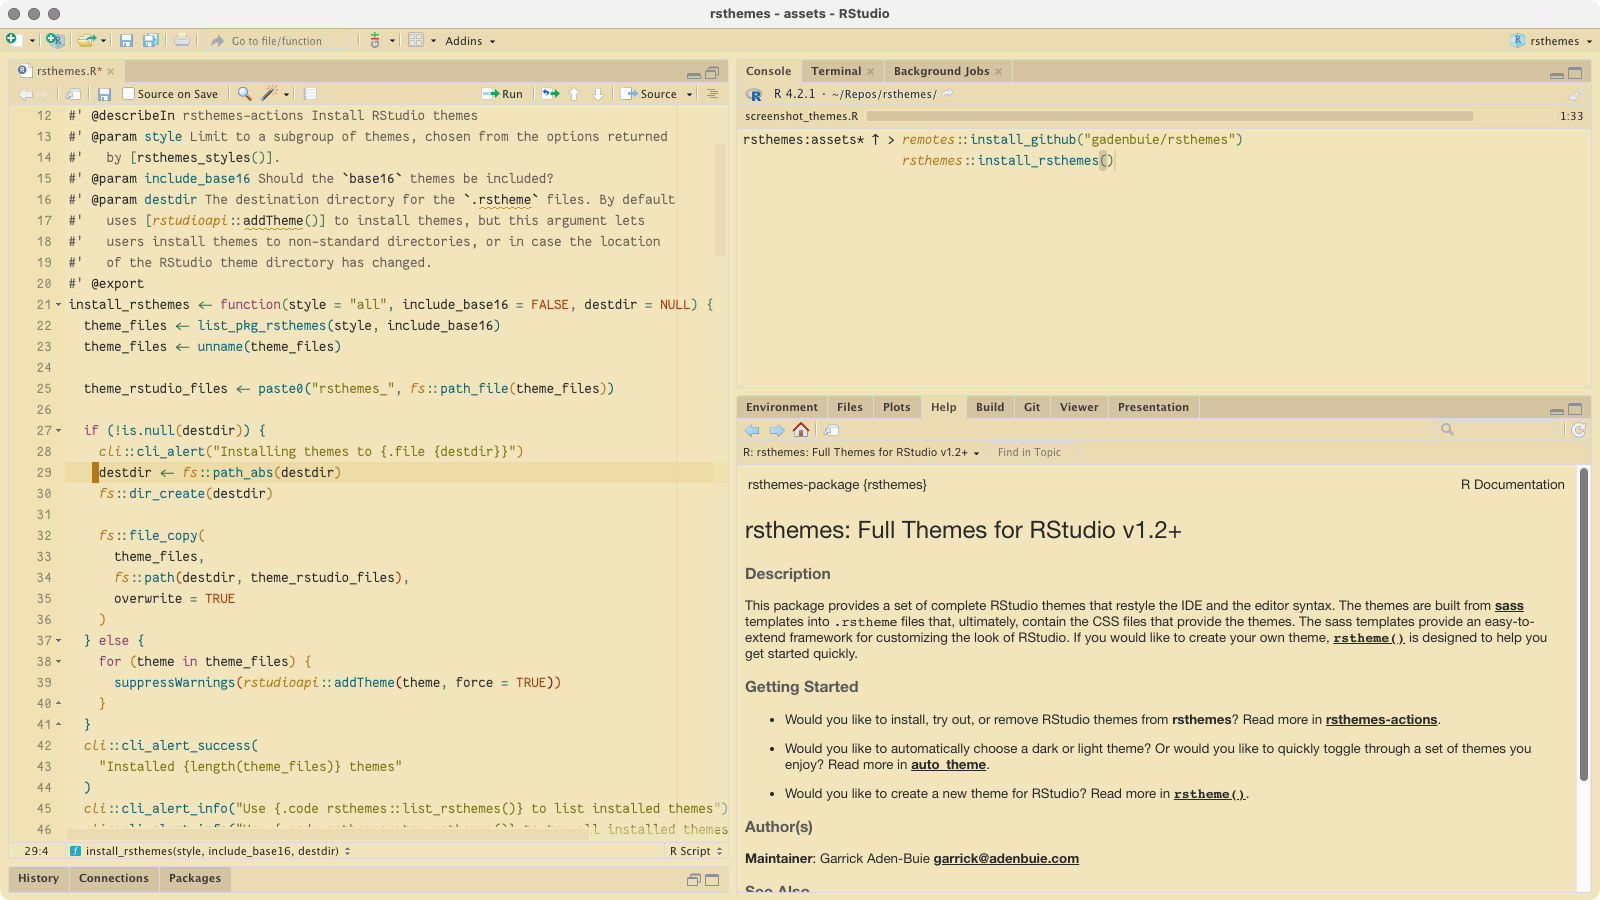 rsthemes - assets - RStudio
Go to file/function
Addins
rsthemes
rsthemes.R*
Source on Save
Run
Source
12 #' @describeIn rsthemes-actions Install RStudio themes
13 #' @param style Limit to a subgroup of themes, chosen from the options returned
14 #'   by [rsthemes_styles()].
15 #' @param include_base16 Should the `base16` themes be included?
16 #' @param destdir The destination directory for the `.rstheme` files. By default
17 #'   uses [rstudioapi::addTheme()] to install themes, but this argument lets
18 #'   users install themes to non-standard directories, or in case the location
19 #'   of the RStudio theme directory has changed.
20 #' @export
21 install_rsthemes <- function(style = "all", include_base16 = FALSE, destdir = NULL) {
22   theme_files <- list_pkg_rsthemes(style, include_base16)
23   theme_files <- unname(theme_files)
24
25   theme_rstudio_files <- paste0("rsthemes_", fs::path_file(theme_files))
26
27   if (!is.null(destdir)) {
28     cli::cli_alert("Installing themes to {.file {destdir}}")
29     destdir <- fs::path_abs(destdir)
30     fs::dir_create(destdir)
31
32     fs::file_copy(
33       theme_files,
34       fs::path(destdir, theme_rstudio_files),
35       overwrite = TRUE
36     )
37   } else {
38     for (theme in theme_files) {
39       suppressWarnings(rstudioapi::addTheme(theme, force = TRUE))
40     }
41   }
42   cli::cli_alert_success(
43     "Installed {length(theme_files)} themes"
44   )
45   cli::cli_alert_info("Use {.code rsthemes::list_rsthemes()} to list installed themes")
46
29:4 install_rsthemes(style, include_base16, destdir) R Script
History Connections Packages
Console Terminal Background Jobs
R 4.2.1 · ~/Repos/rsthemes/
screenshot_themes.R 1:33
rsthemes:assets* ↑ > remotes::install_github("gadenbuie/rsthemes")
rsthemes::install_rsthemes()
Environment Files Plots Help Build Git Viewer Presentation
R: rsthemes: Full Themes for RStudio v1.2+ Find in Topic
rsthemes-package {rsthemes} R Documentation
rsthemes: Full Themes for RStudio v1.2+
Description
This package provides a set of complete RStudio themes that restyle the IDE and the editor syntax. The themes are built from sass
templates into .rstheme files that, ultimately, contain the CSS files that provide the themes. The sass templates provide an easy-to-
extend framework for customizing the look of RStudio. If you would like to create your own theme, rstheme() is designed to help you
get started quickly.
Getting Started
• Would you like to install, try out, or remove RStudio themes from rsthemes? Read more in rsthemes-actions.
• Would you like to automatically choose a dark or light theme? Or would you like to quickly toggle through a set of themes you
enjoy? Read more in auto_theme.
• Would you like to create a new theme for RStudio? Read more in rstheme().
Author(s)
Maintainer: Garrick Aden-Buie garrick@adenbuie.com
See Also